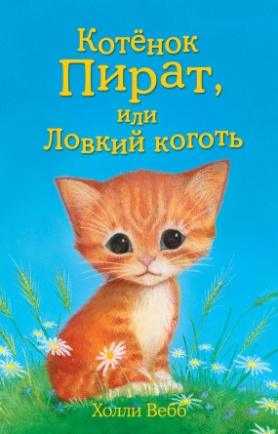 Котёнок
Пират,
или
Ловкий коготь
Холли Вебб